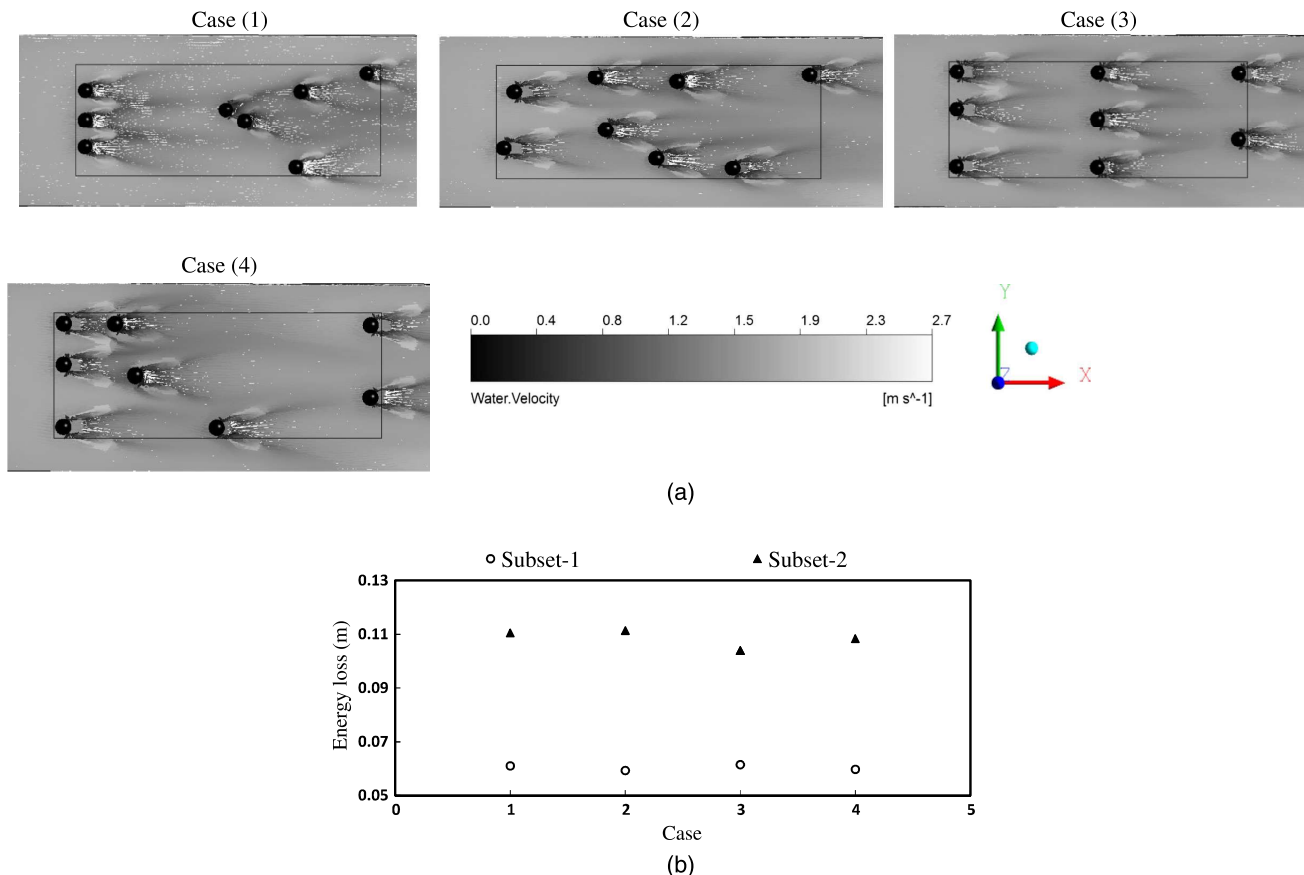 Case (1)
Case (2)
Case (3)
Case (4)
0.0 0.4 0.8 1.2 1.5 1.9 2.3 2.7
Water.Velocity [m s^-1]
Y
Z
X
(a)
Subset-1 Subset-2
0.13
0.11
0.09
0.07
0.05
Energy loss (m)
0 1 2 3 4 5
Case
(b)